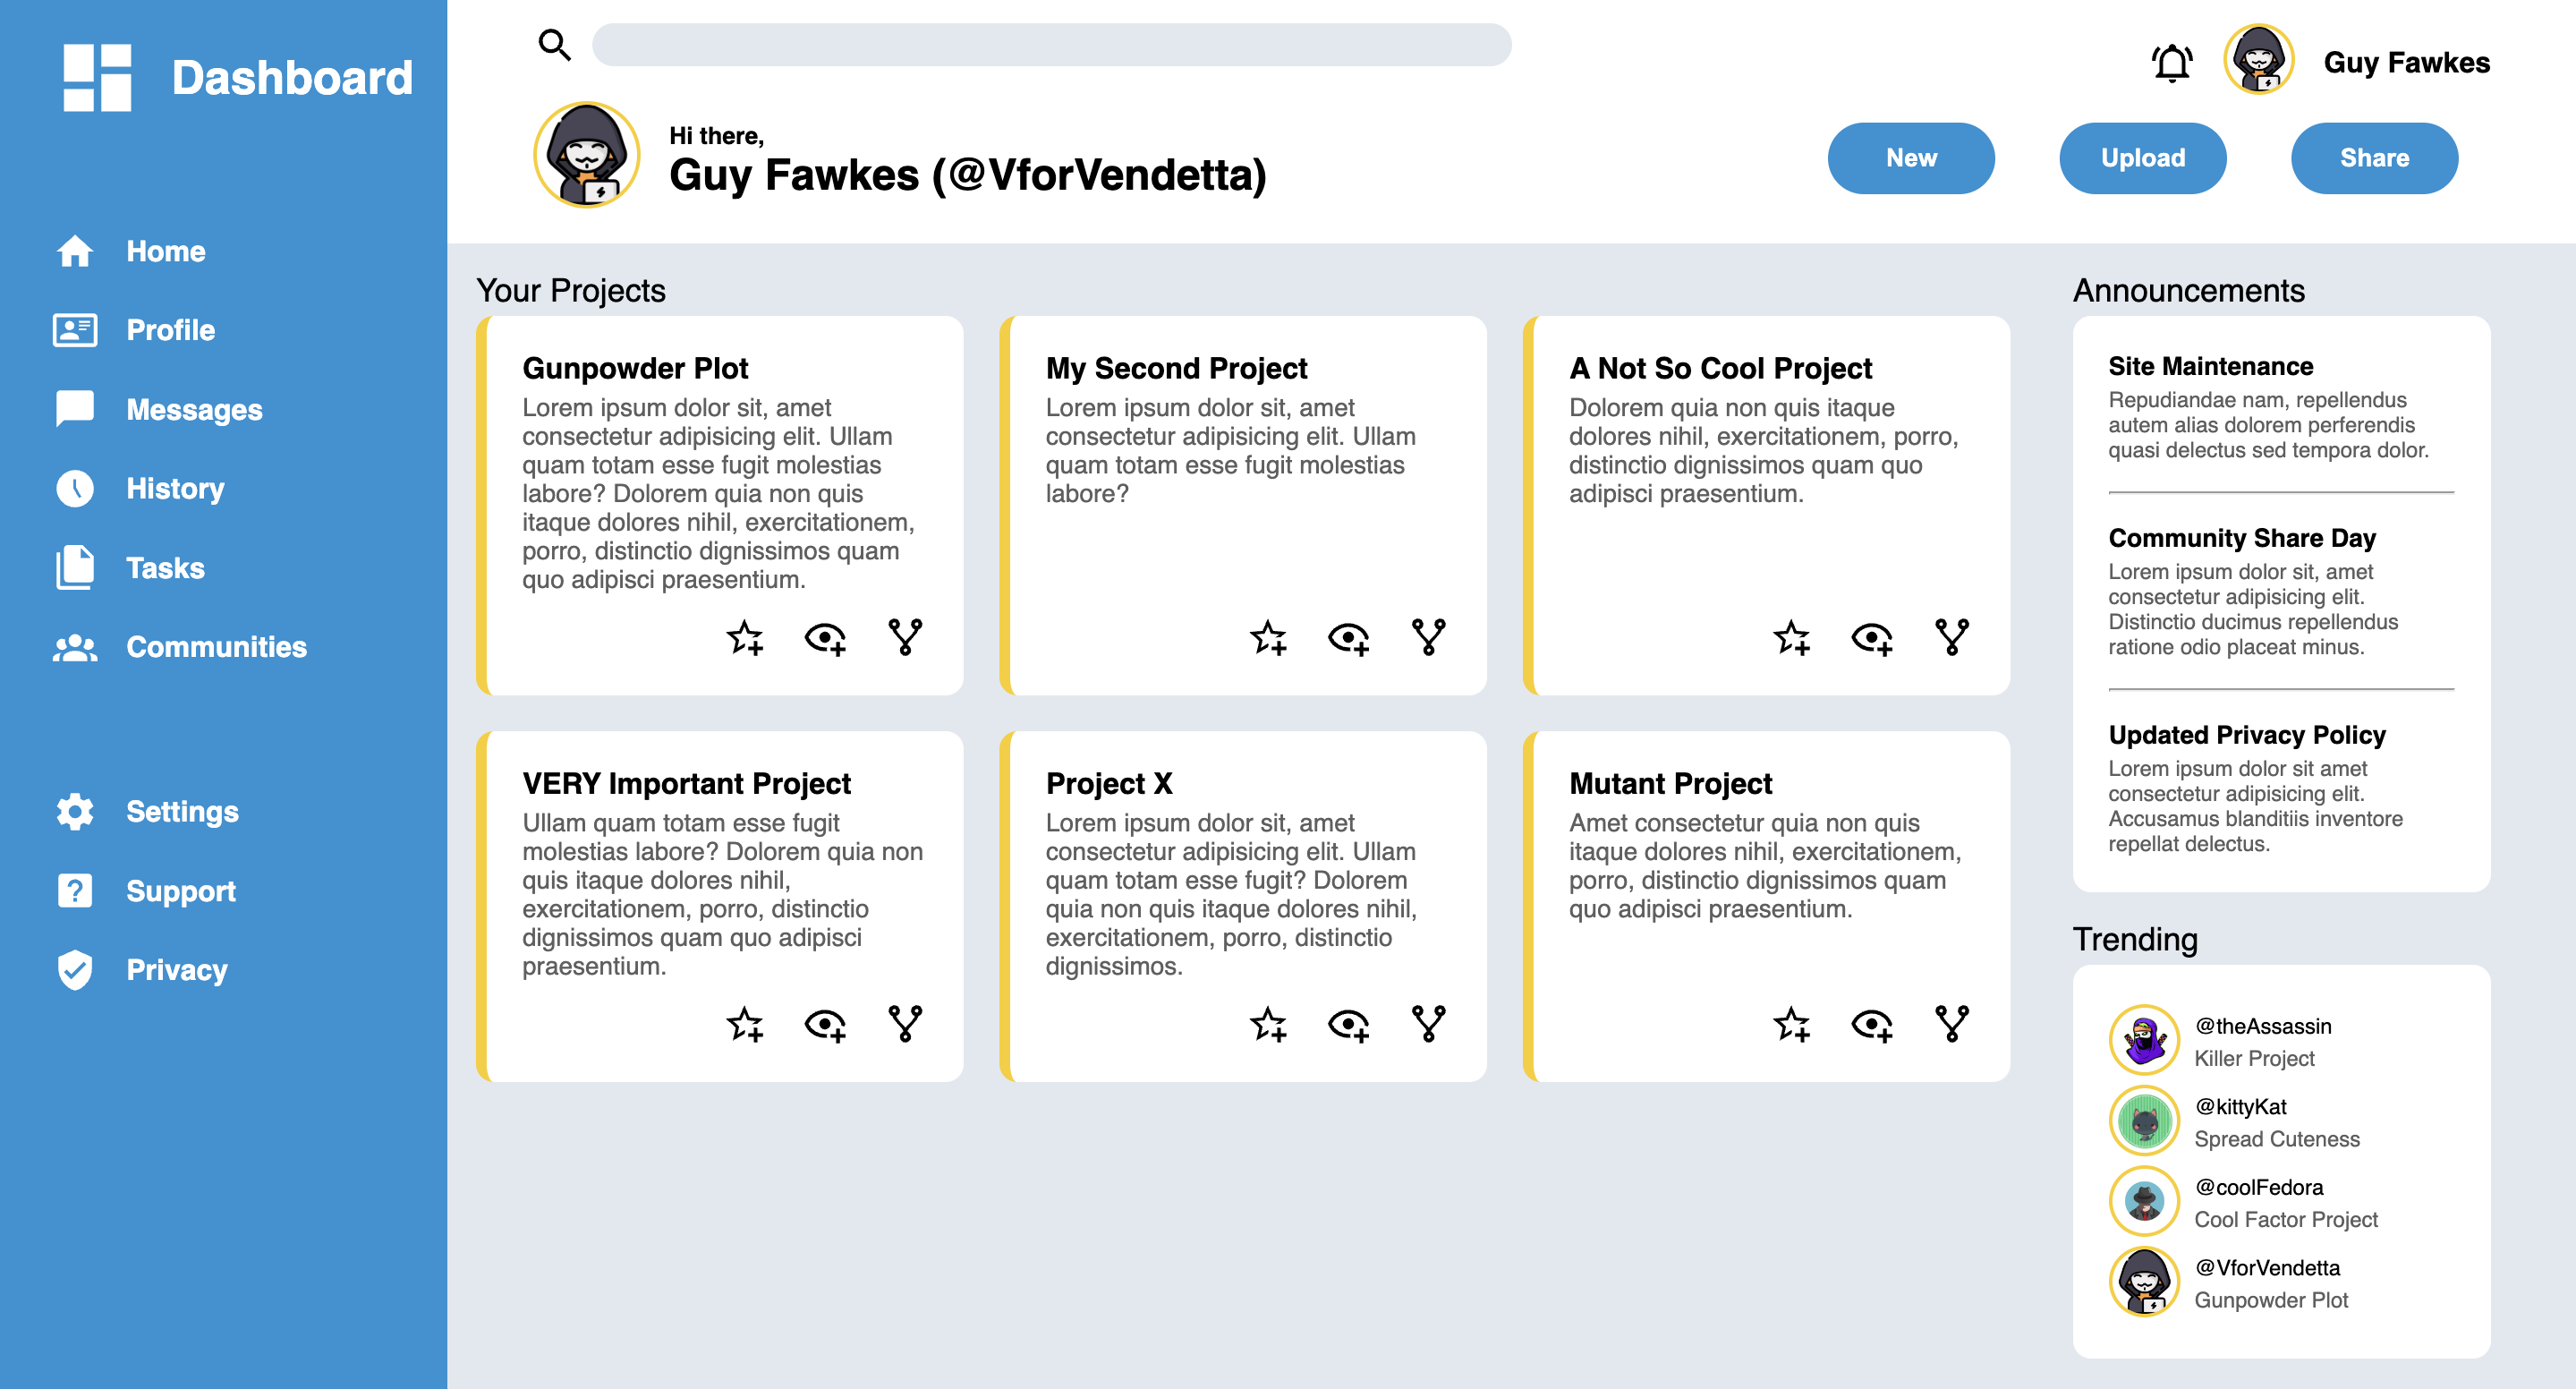 Dashboard
Home
Profile
Messages
History
Tasks
Communities
Settings
Support
Privacy
Guy Fawkes
Hi there,
Guy Fawkes (@VforVendetta)
New
Upload
Share
Your Projects
Gunpowder Plot
Lorem ipsum dolor sit, amet
consectetur adipisicing elit. Ullam
quam totam esse fugit molestias
labore? Dolorem quia non quis
itaque dolores nihil, exercitationem,
porro, distinctio dignissimos quam
quo adipisci praesentium.
My Second Project
Lorem ipsum dolor sit, amet
consectetur adipisicing elit. Ullam
quam totam esse fugit molestias
labore?
A Not So Cool Project
Dolorem quia non quis itaque
dolores nihil, exercitationem, porro,
distinctio dignissimos quam quo
adipisci praesentium.
VERY Important Project
Ullam quam totam esse fugit
molestias labore? Dolorem quia non
quis itaque dolores nihil,
exercitationem, porro, distinctio
dignissimos quam quo adipisci
praesentium.
Project X
Lorem ipsum dolor sit, amet
consectetur adipisicing elit. Ullam
quam totam esse fugit? Dolorem
quia non quis itaque dolores nihil,
exercitationem, porro, distinctio
dignissimos.
Mutant Project
Amet consectetur quia non quis
itaque dolores nihil, exercitationem,
porro, distinctio dignissimos quam
quo adipisci praesentium.
Announcements
Site Maintenance
Repudiandae nam, repellendus
autem alias dolorem perferendis
quasi delectus sed tempora dolor.
Community Share Day
Lorem ipsum dolor sit, amet
consectetur adipisicing elit.
Distinctio ducimus repellendus
ratione odio placeat minus.
Updated Privacy Policy
Lorem ipsum dolor sit amet
consectetur adipisicing elit.
Accusamus blanditiis inventore
repellat delectus.
Trending
@theAssassin
Killer Project
@kittyKat
Spread Cuteness
@coolFedora
Cool Factor Project
@VforVendetta
Gunpowder Plot